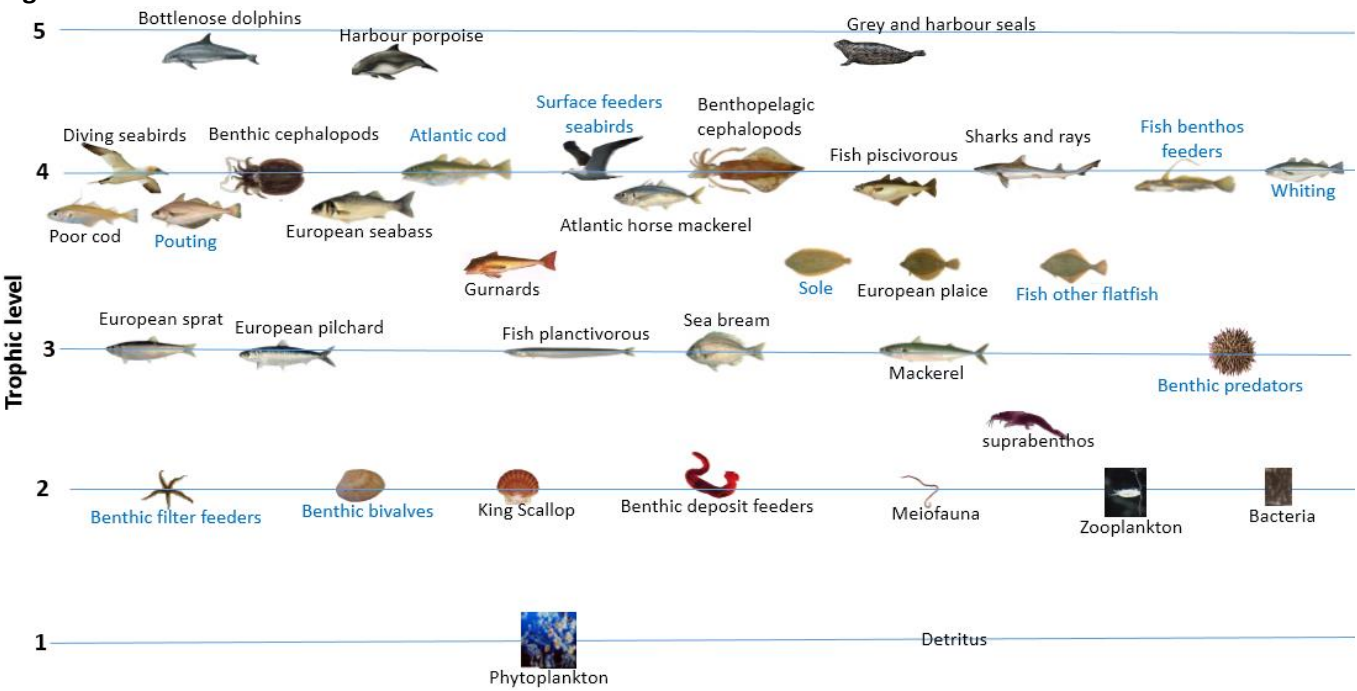 5
Bottlenose dolphins
Harbour porpoise
Grey and harbour seals
Surface feeders
seabirds
Benthopelagic
cephalopods
Diving seabirds
Benthic cephalopods
Atlantic cod
Fish piscivorous
Sharks and rays
Fish benthos
feeders
4
Whiting
Poor cod
Pouting
European seabass
Atlantic horse mackerel
Gurnards
Sole
European plaice
Fish other flatfish
Trophic level
European sprat
European pilchard
Fish planctivorous
Sea bream
3
Mackerel
Benthic predators
suprabenthos
2
Benthic filter feeders
Benthic bivalves
King Scallop
Benthic deposit feeders
Meiofauna
Zooplankton
Bacteria
1
Detritus
Phytoplankton